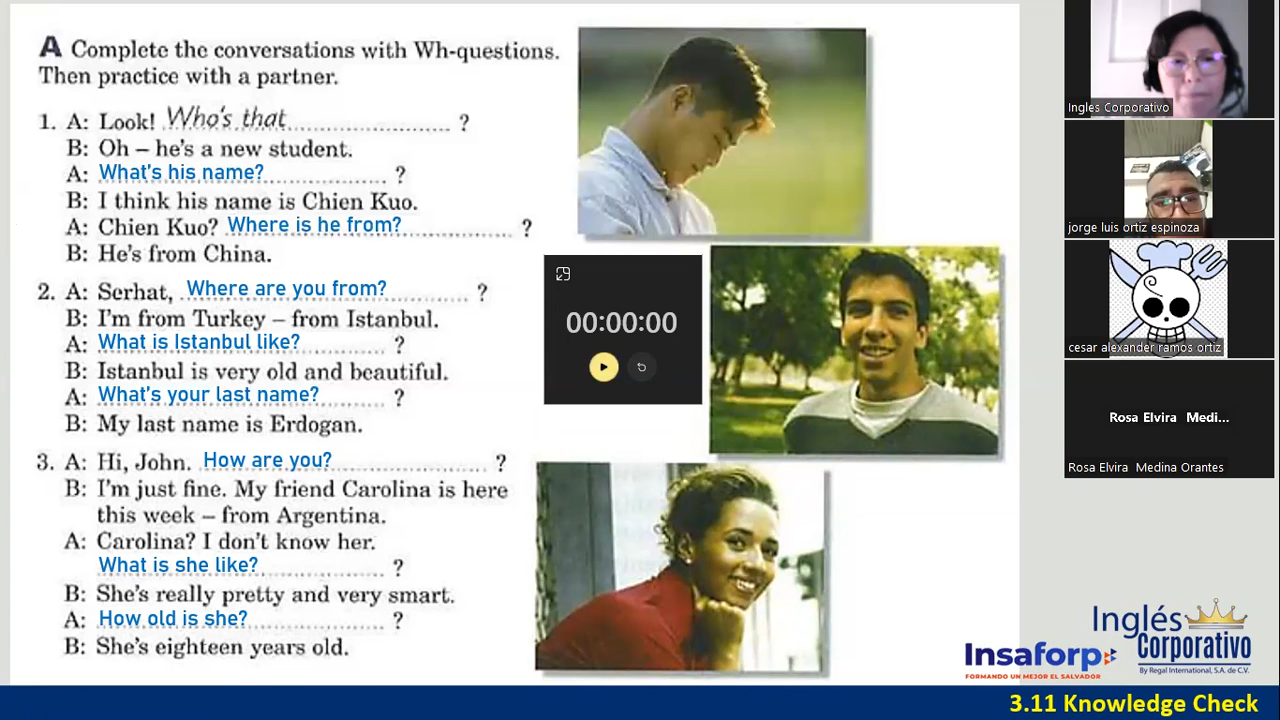 A Complete the conversations with Wh-questions.
Then practice with a partner.
1. A: Look! Who's that ?
B: Oh – he's a new student.
A: What's his name? ?
B: I think his name is Chien Kuo.
A: Chien Kuo? Where is he from? ?
B: He's from China.
2. A: Serhat, Where are you from? ?
B: I'm from Turkey – from Istanbul.
A: What is Istanbul like? ?
B: Istanbul is very old and beautiful.
A: What's your last name? ?
B: My last name is Erdogan.
3. A: Hi, John. How are you? ?
B: I'm just fine. My friend Carolina is here
this week – from Argentina.
A: Carolina? I don't know her.
What is she like? ?
B: She's really pretty and very smart.
A: How old is she? ?
B: She's eighteen years old.
00:00:00
Ingles Corporativo
jorge luis ortiz espinoza
cesar alexander ramos ortiz
Rosa Elvira Medi...
Rosa Elvira Medina Orantes
Insaforp
FORMANDO UN MEJOR EL SALVADOR
Inglés
Corporativo
By Regal International, S.A. de C.V.
3.11 Knowledge Check